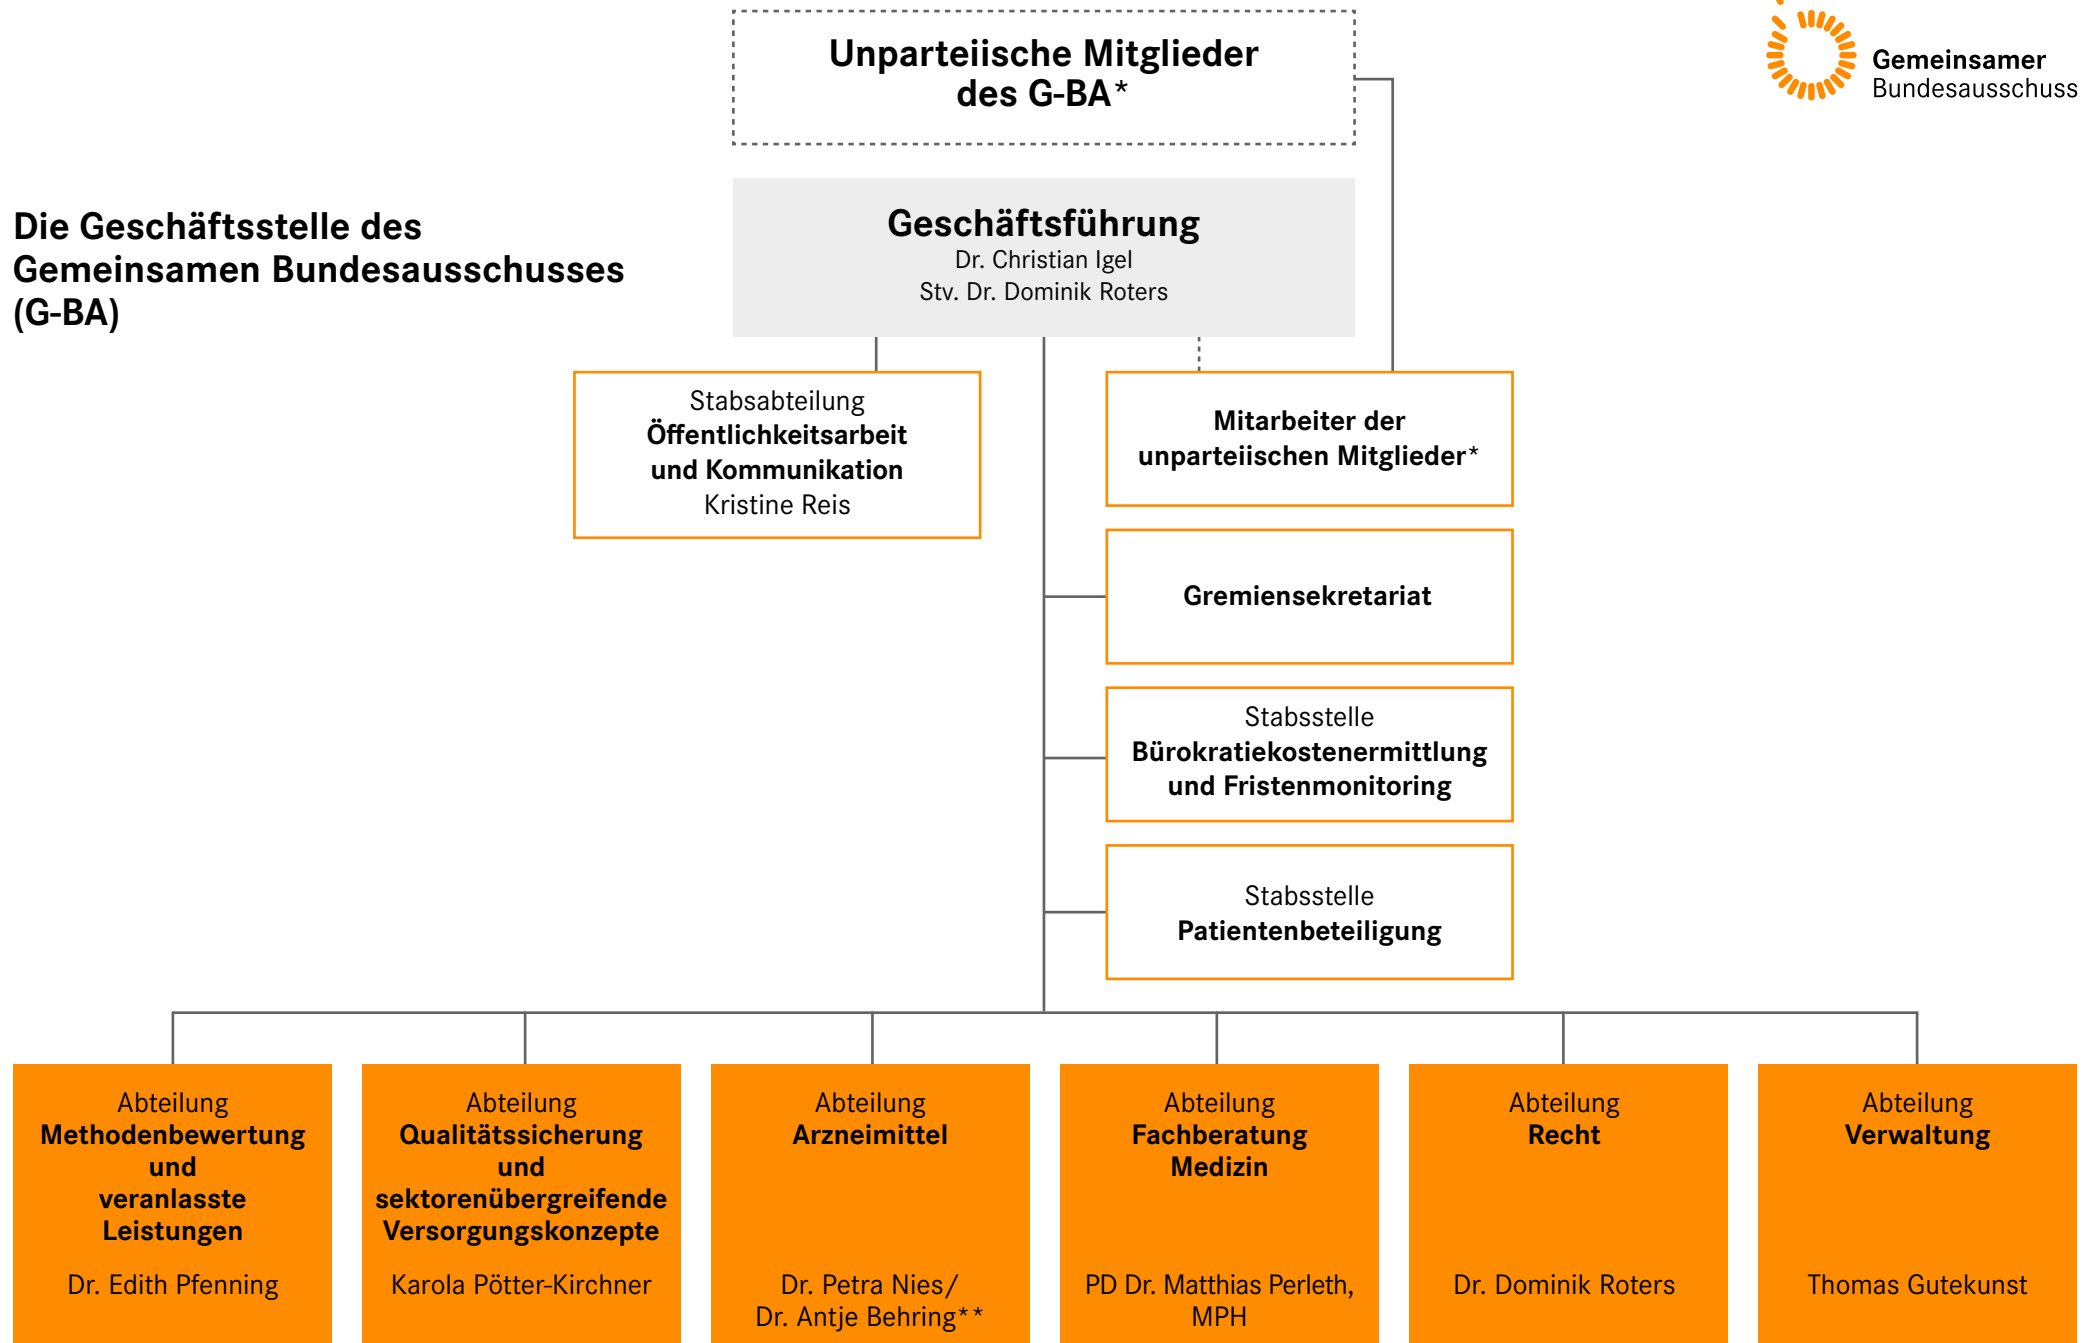 Unparteiische Mitglieder
des G-BA*
Gemeinsamer
Bundesausschuss
Die Geschäftsstelle des
Gemeinsamen Bundesausschusses
(G-BA)
Geschäftsführung
Dr. Christian Igel
Stv. Dr. Dominik Roters
Stabsabteilung
Öffentlichkeitsarbeit
und Kommunikation
Kristine Reis
Mitarbeiter der
unparteiischen Mitglieder*
Gremiensekretariat
Stabsstelle
Bürokratiekostenermittlung
und Fristenmonitoring
Stabsstelle
Patientenbeteiligung
Abteilung
Methodenbewertung
und
veranlasste
Leistungen
Dr. Edith Pfenning
Abteilung
Qualitätssicherung
und
sektorenübergreifende
Versorgungskonzepte
Karola Pötter-Kirchner
Abteilung
Arzneimittel
Dr. Petra Nies/
Dr. Antje Behring**
Abteilung
Fachberatung
Medizin
PD Dr. Matthias Perleth,
MPH
Abteilung
Recht
Dr. Dominik Roters
Abteilung
Verwaltung
Thomas Gutekunst